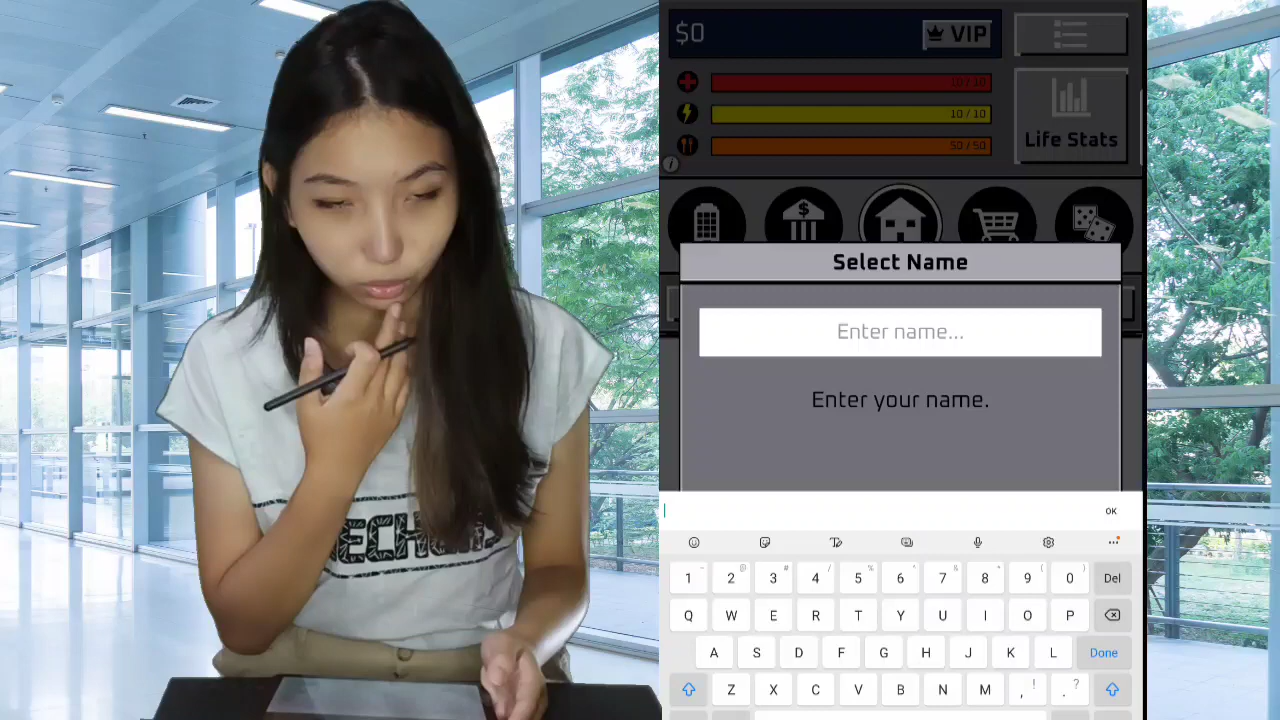 $0
VIP
10 / 10
10 / 10
50 / 50
Life Stats
i
Select Name
Enter name...
Enter your name.
OK
1 2 3 4 5 6 7 8 9 0 Del
Q W E R T Y U I O P
A S D F G H J K L Done
Z X C V B N M , ! . ?